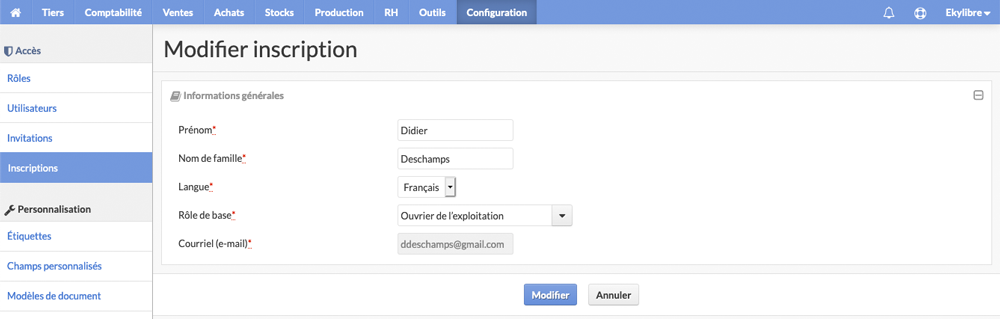 Tiers Comptabilité Ventes Achats Stocks Production RH Outils Configuration Ekylibre
Accès
Rôles
Utilisateurs
Invitations
Inscriptions
Personnalisation
Étiquettes
Champs personnalisés
Modèles de document
Modifier inscription
Informations générales
Prénom* Didier
Nom de famille* Deschamps
Langue* Français
Rôle de base* Ouvrier de l'exploitation
Courriel (e-mail)* ddeschamps@gmail.com
Modifier Annuler